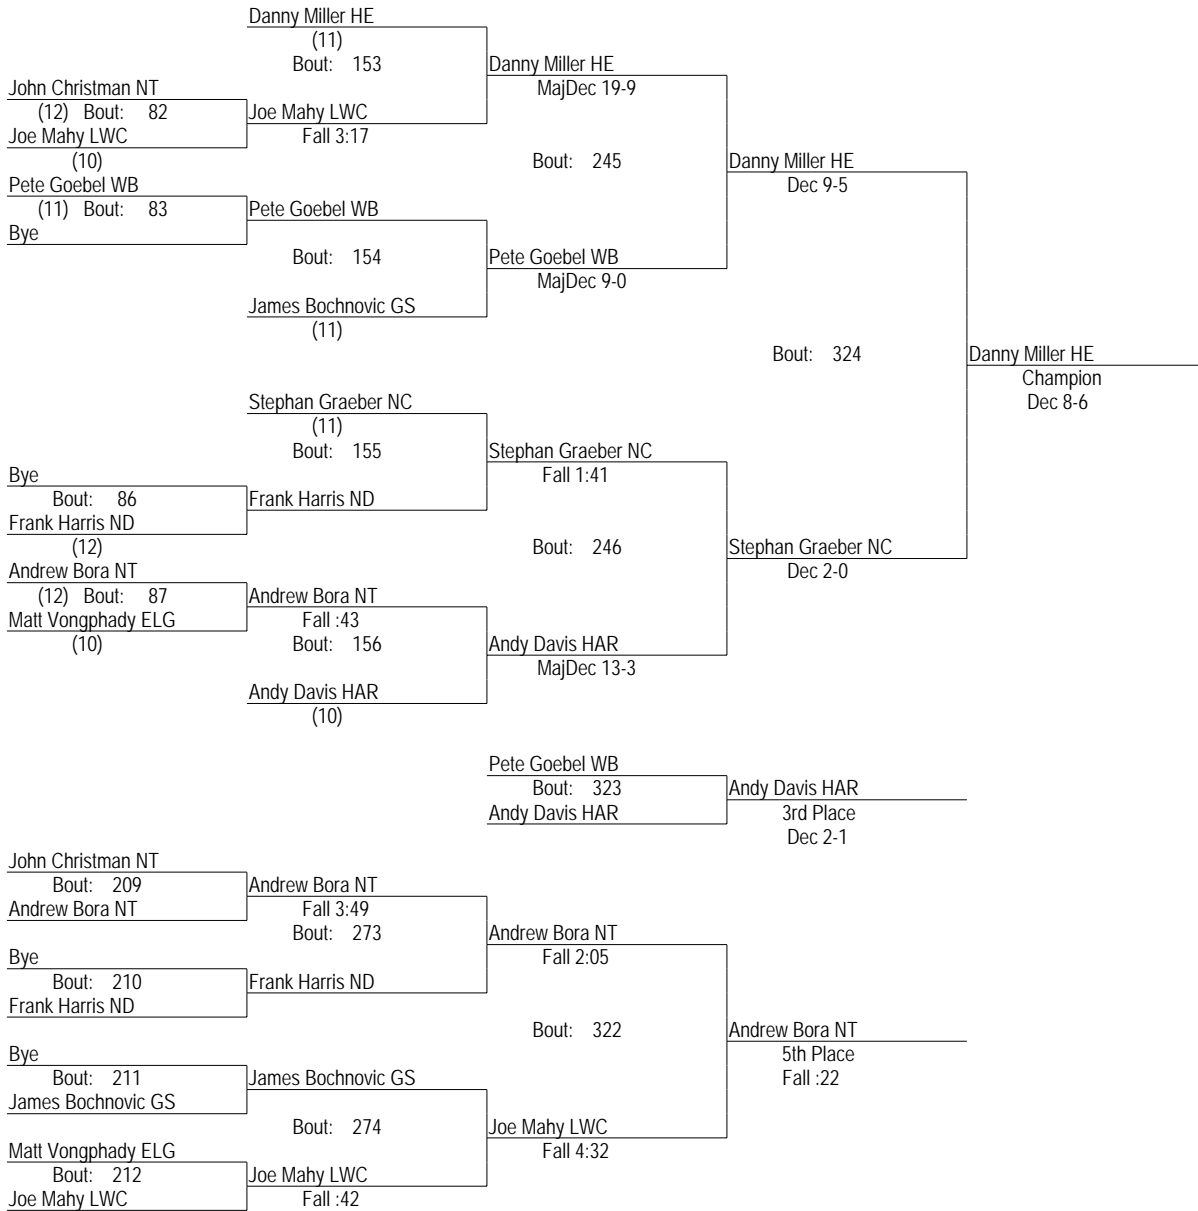 Danny Miller HE
(11)
Bout: 153
Danny Miller HE
MajDec 19-9
John Christman NT
(12) Bout: 82
Joe Mahy LWC
Joe Mahy LWC
Fall 3:17
(10)
Bout: 245
Danny Miller HE
Dec 9-5
Pete Goebel WB
(11) Bout: 83
Bye
Pete Goebel WB
Bout: 154
Pete Goebel WB
MajDec 9-0
James Bochnovic GS
(11)
Bout: 324
Danny Miller HE
Champion
Dec 8-6
Stephan Graeber NC
(11)
Bout: 155
Stephan Graeber NC
Fall 1:41
Bye
Bout: 86
Frank Harris ND
Frank Harris ND
(12)
Bout: 246
Stephan Graeber NC
Dec 2-0
Andrew Bora NT
(12) Bout: 87
Matt Vongphady ELG
(10)
Andrew Bora NT
Fall :43
Bout: 156
Andy Davis HAR
MajDec 13-3
Andy Davis HAR
(10)
Pete Goebel WB
Bout: 323
Andy Davis HAR
Andy Davis HAR
3rd Place
Dec 2-1
John Christman NT
Bout: 209
Andrew Bora NT
Andrew Bora NT
Fall 3:49
Bout: 273
Andrew Bora NT
Fall 2:05
Bye
Bout: 210
Frank Harris ND
Frank Harris ND
Bout: 322
Andrew Bora NT
5th Place
Fall :22
Bye
Bout: 211
James Bochnovic GS
James Bochnovic GS
Bout: 274
Joe Mahy LWC
Fall 4:32
Matt Vongphady ELG
Bout: 212
Joe Mahy LWC
Joe Mahy LWC
Fall :42